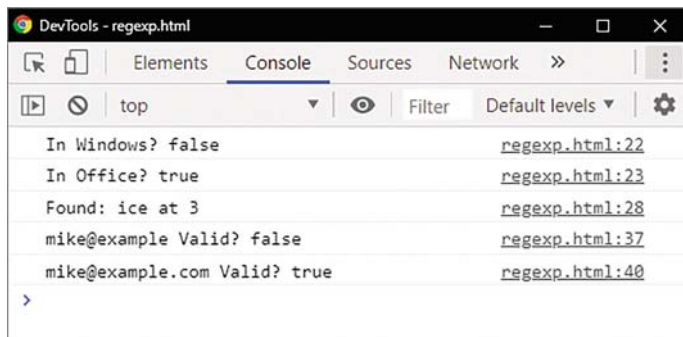 DevTools - regexp.html
Elements Console Sources Network »
top Filter Default levels
In Windows? false regexp.html:22
In Office? true regexp.html:23
Found: ice at 3 regexp.html:28
mike@example Valid? false regexp.html:37
mike@example.com Valid? true regexp.html:40
>